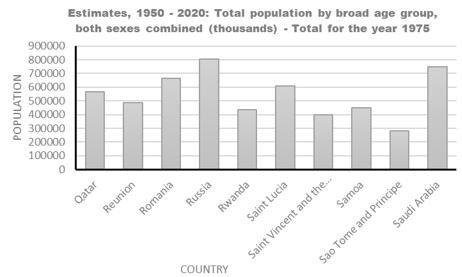 Estimates, 1950 - 2020: Total population by broad age group,
both sexes combined (thousands) - Total for the year 1975
POPULATION
900000
800000
700000
600000
500000
400000
300000
200000
100000
0
Qatar
Reunion
Romania
Russia
Rwanda
Saint Lucia
Saint Vincent and the...
Samoa
Sao Tome and Principe
Saudi Arabia
COUNTRY